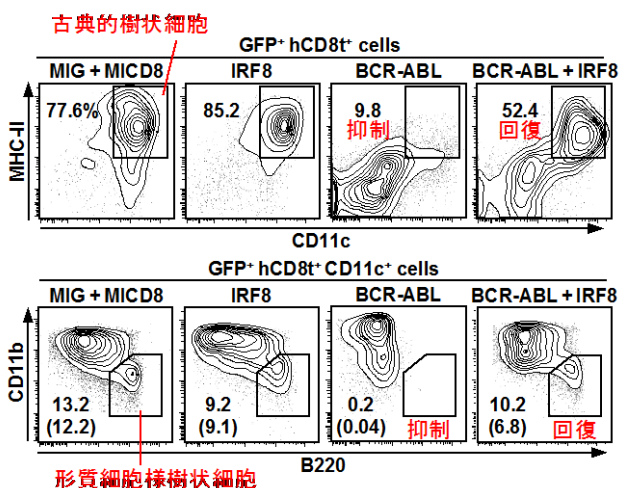 古典的樹状細胞
GFP⁺ hCD8t⁺ cells
MIG + MICD8 IRF8 BCR-ABL BCR-ABL + IRF8
77.6% 85.2 9.8 52.4
抑制 回復
MHC-II
CD11c
GFP⁺ hCD8t⁺ CD11c⁺ cells
MIG + MICD8 IRF8 BCR-ABL BCR-ABL + IRF8
CD11b
13.2 9.2 0.2 10.2
(12.2) (9.1) (0.04) 抑制 (6.8) 回復
B220
形質細胞様樹状細胞